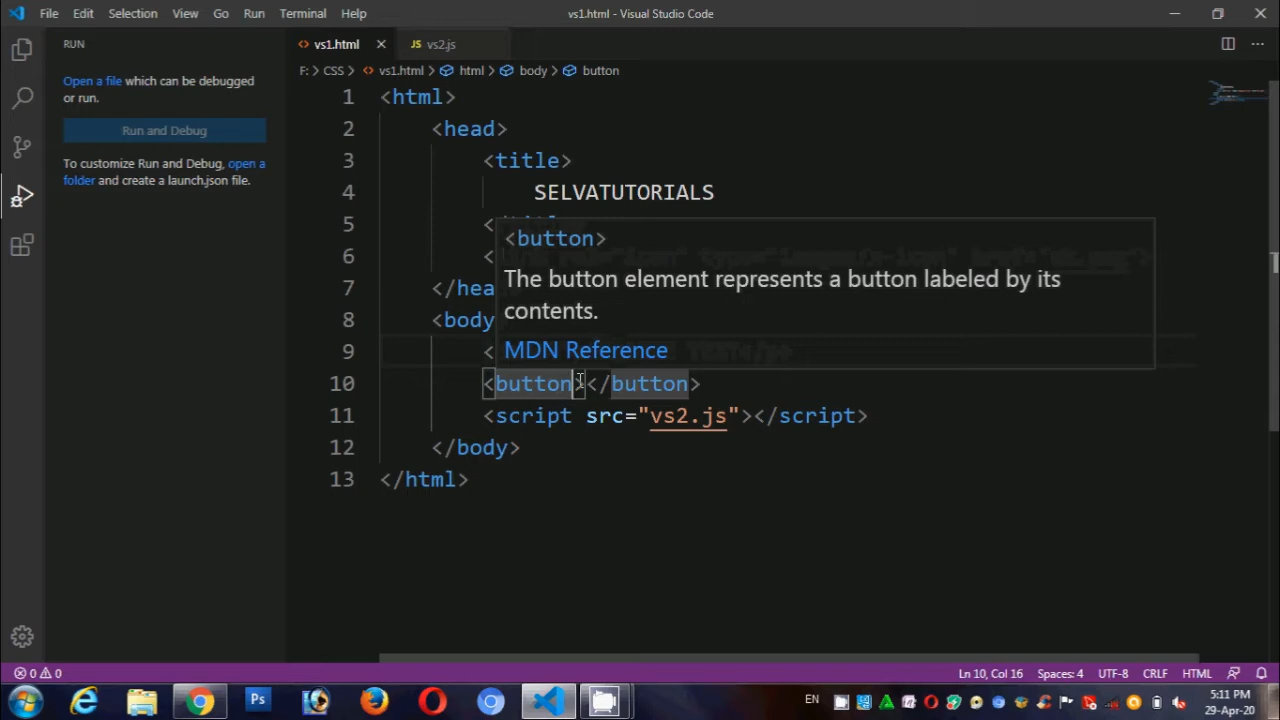 File Edit Selection View Go Run Terminal Help
vs1.html - Visual Studio Code
RUN
Open a file which can be debugged
or run.
Run and Debug
To customize Run and Debug, open a
folder and create a launch.json file.
<> vs1.html ×
JS vs2.js
F: > CSS > <> vs1.html > html > body > button
1 <html>
2 <head>
3 <title>
4 SELVATUTORIALS
5 <
6 <
7 </hea
8 <body
9 <
10 <button></button>
11 <script src="vs2.js"></script>
12 </body>
13 </html>
<button>
The button element represents a button labeled by its
contents.
MDN Reference
0 0
Ln 10, Col 16 Spaces: 4 UTF-8 CRLF HTML
Ps
EN
5:11 PM
29-Apr-20